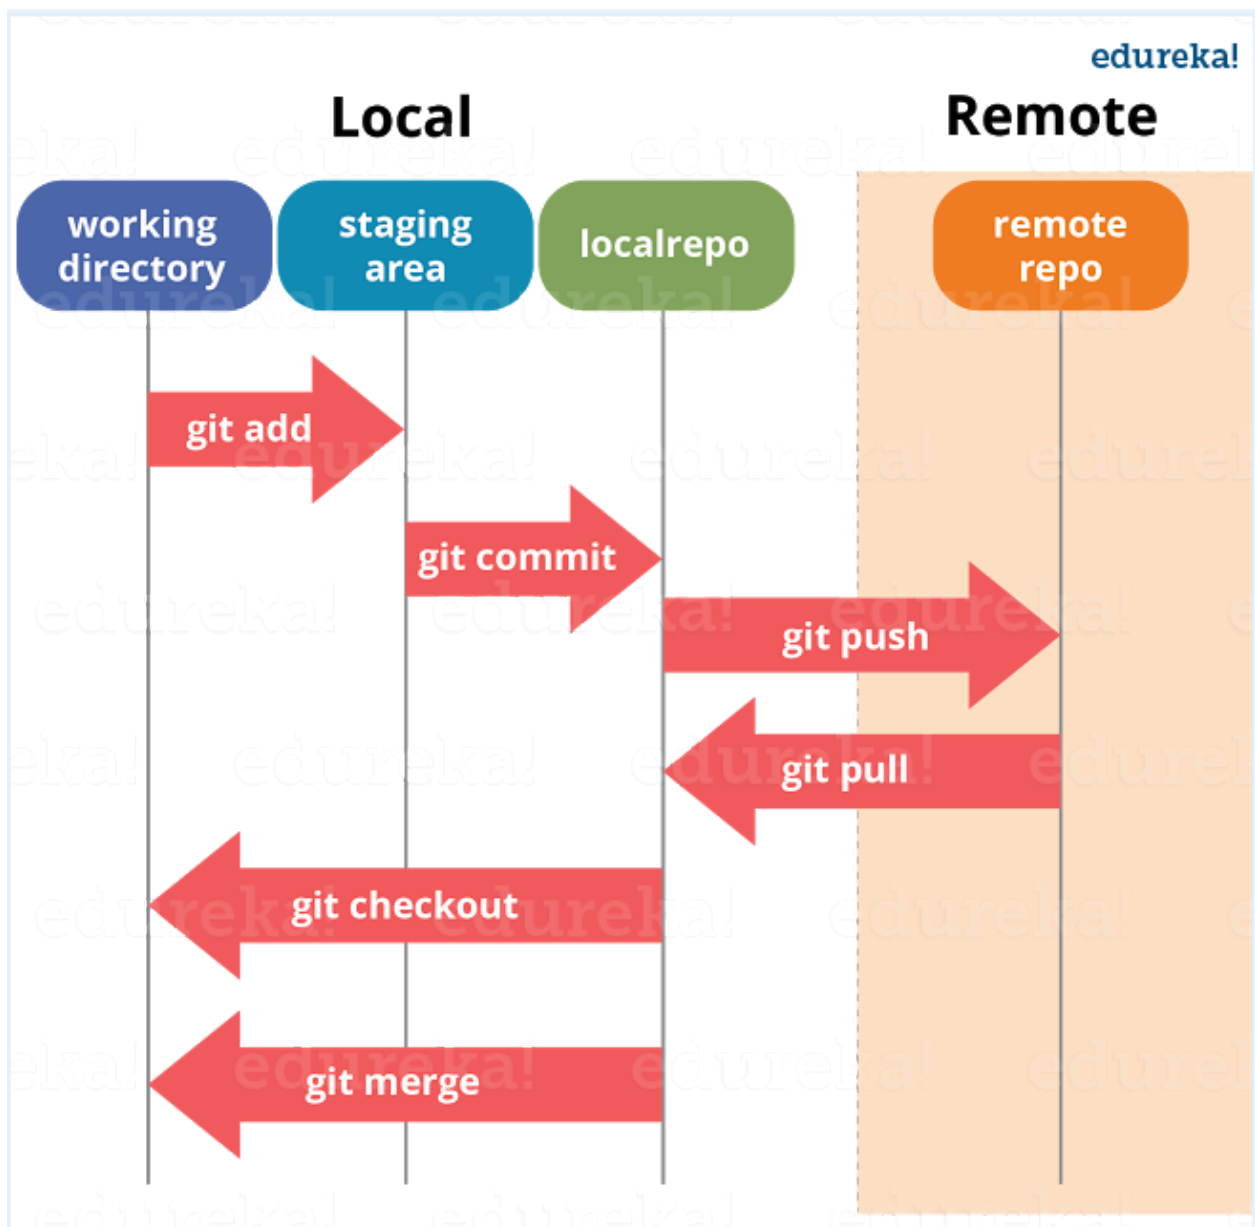 edureka!
Local
Remote
working
directory
staging
area
localrepo
remote
repo
git add
git commit
git push
git pull
git checkout
git merge